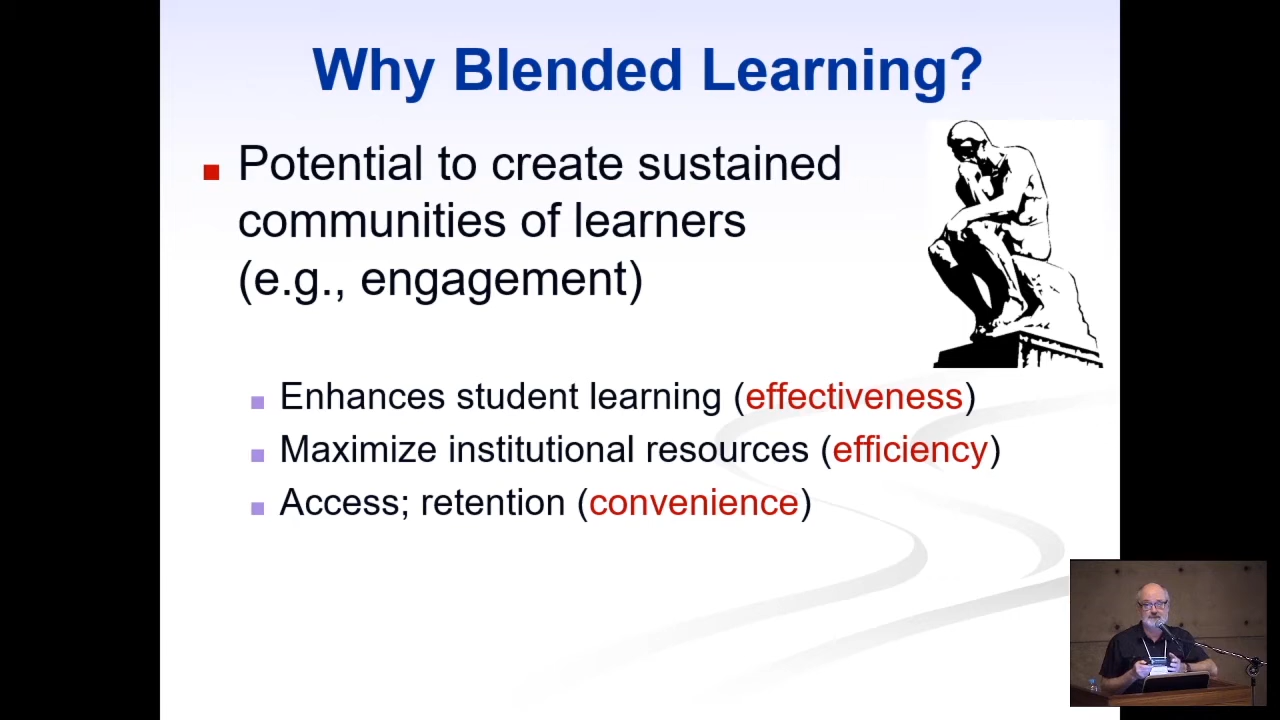 Why Blended Learning?
Potential to create sustained
communities of learners
(e.g., engagement)
Enhances student learning (effectiveness)
Maximize institutional resources (efficiency)
Access; retention (convenience)